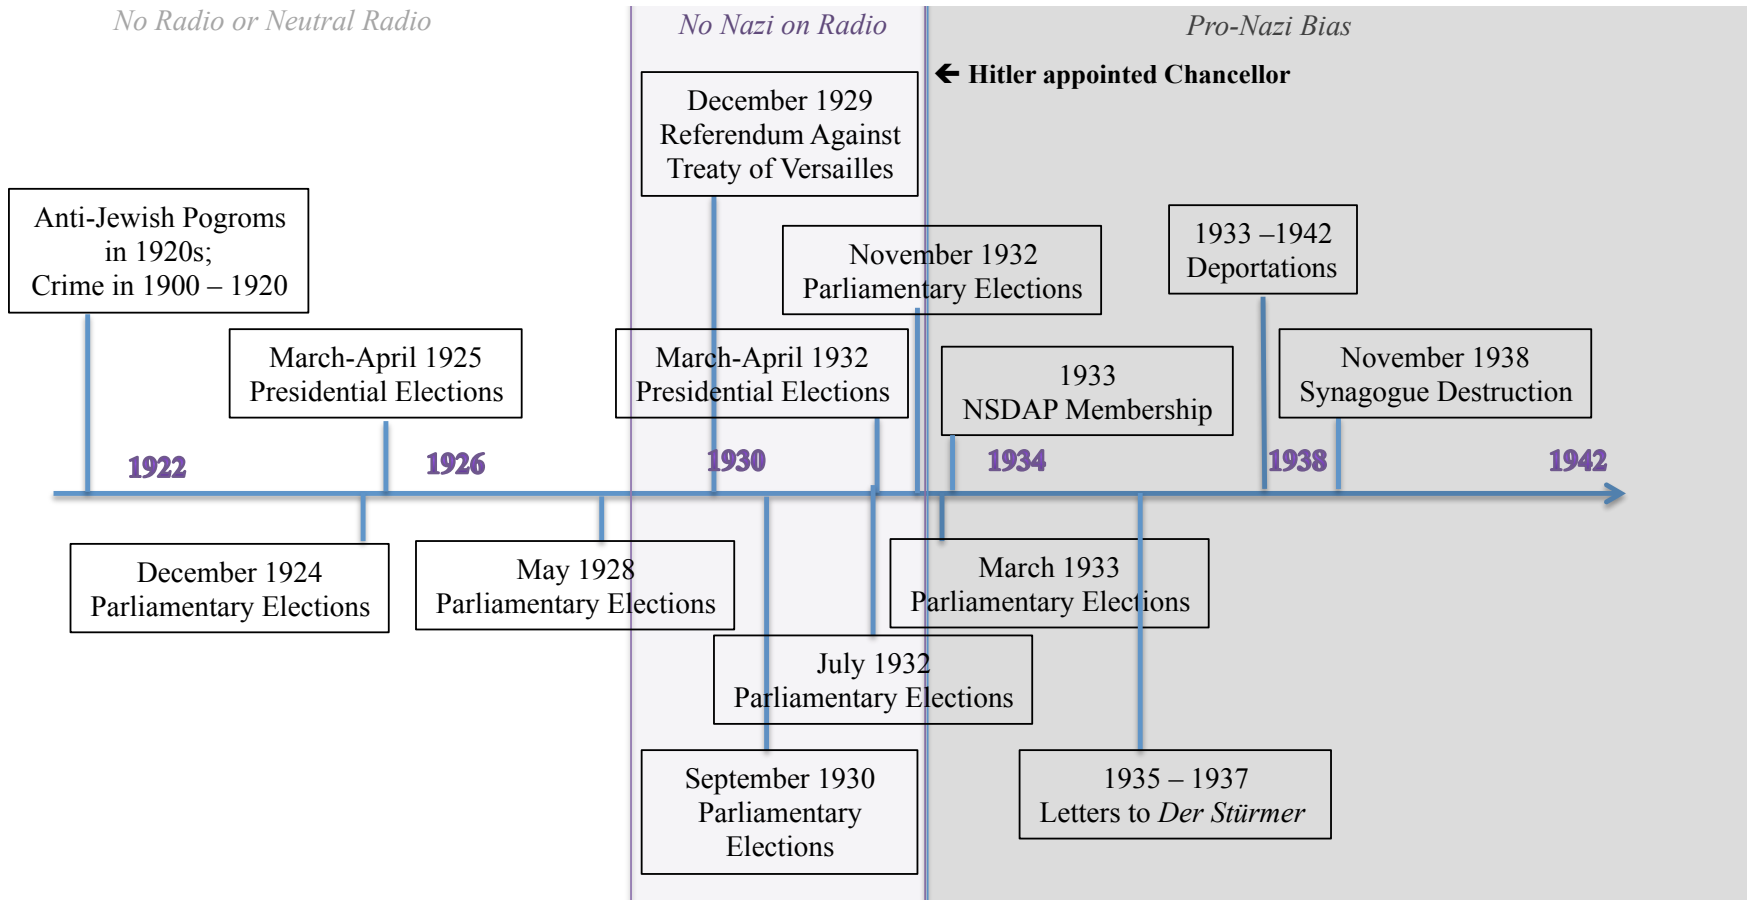 No Radio or Neutral Radio
No Nazi on Radio
Pro-Nazi Bias
← Hitler appointed Chancellor
December 1929
Referendum Against
Treaty of Versailles
Anti-Jewish Pogroms
in 1920s;
Crime in 1900 – 1920
November 1932
Parliamentary Elections
1933 –1942
Deportations
March-April 1925
Presidential Elections
March-April 1932
Presidential Elections
1933
NSDAP Membership
November 1938
Synagogue Destruction
1922
1926
1930
1934
1938
1942
December 1924
Parliamentary Elections
May 1928
Parliamentary Elections
March 1933
Parliamentary Elections
July 1932
Parliamentary Elections
September 1930
Parliamentary
Elections
1935 – 1937
Letters to Der Stürmer